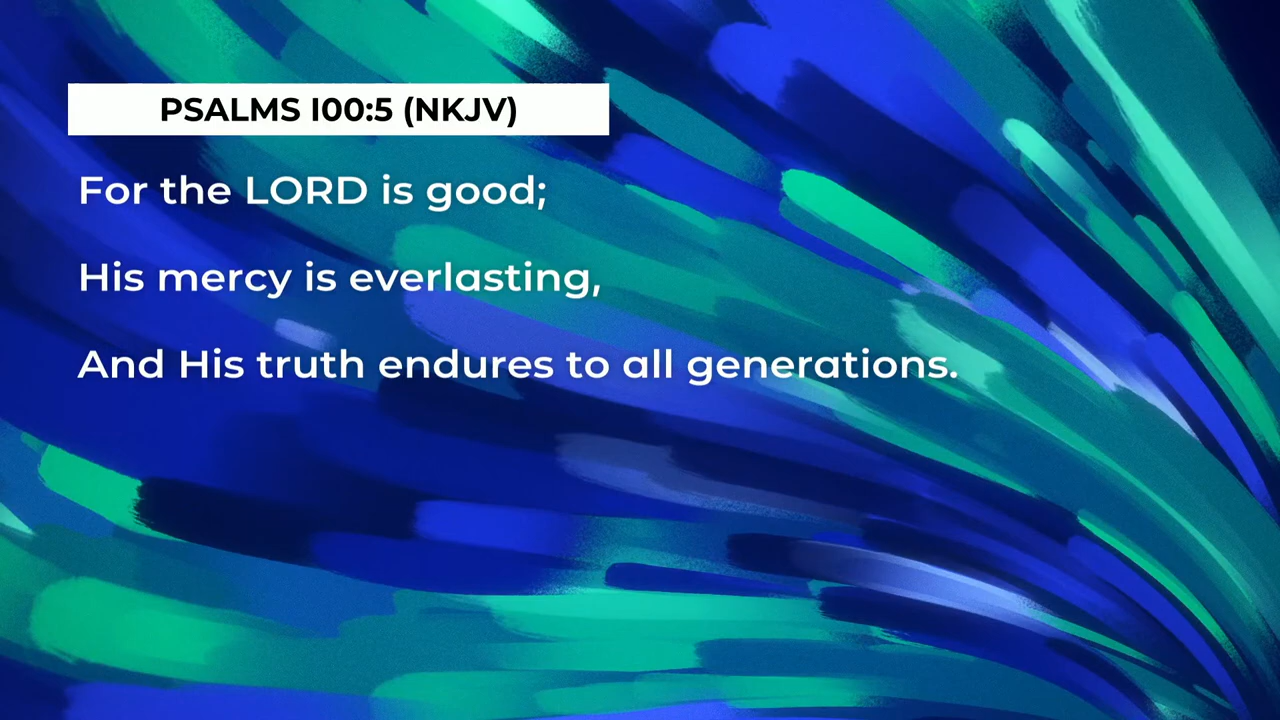 PSALMS 100:5 (NKJV)
For the LORD is good;
His mercy is everlasting,
And His truth endures to all generations.